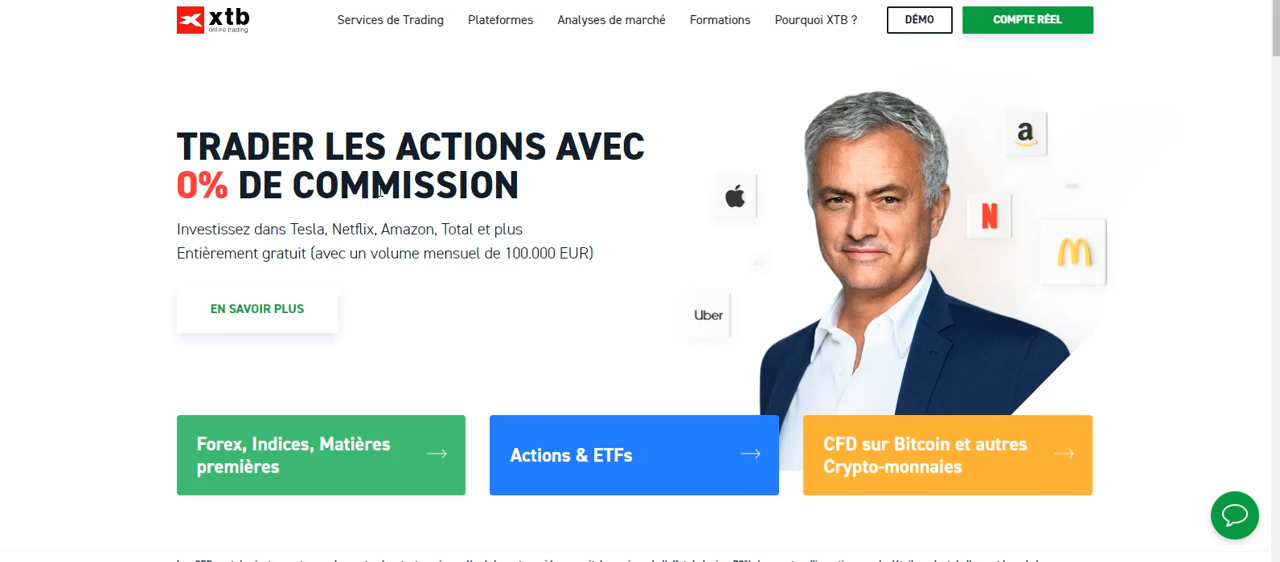 xtb
online trading
Services de Trading
Plateformes
Analyses de marché
Formations
Pourquoi XTB ?
DÉMO
COMPTE RÉEL
TRADER LES ACTIONS AVEC
0% DE COMMISSION
Investissez dans Tesla, Netflix, Amazon, Total et plus
Entièrement gratuit (avec un volume mensuel de 100.000 EUR)
EN SAVOIR PLUS
a
N
Uber
Forex, Indices, Matières
premières
Actions & ETFs
CFD sur Bitcoin et autres
Crypto-monnaies